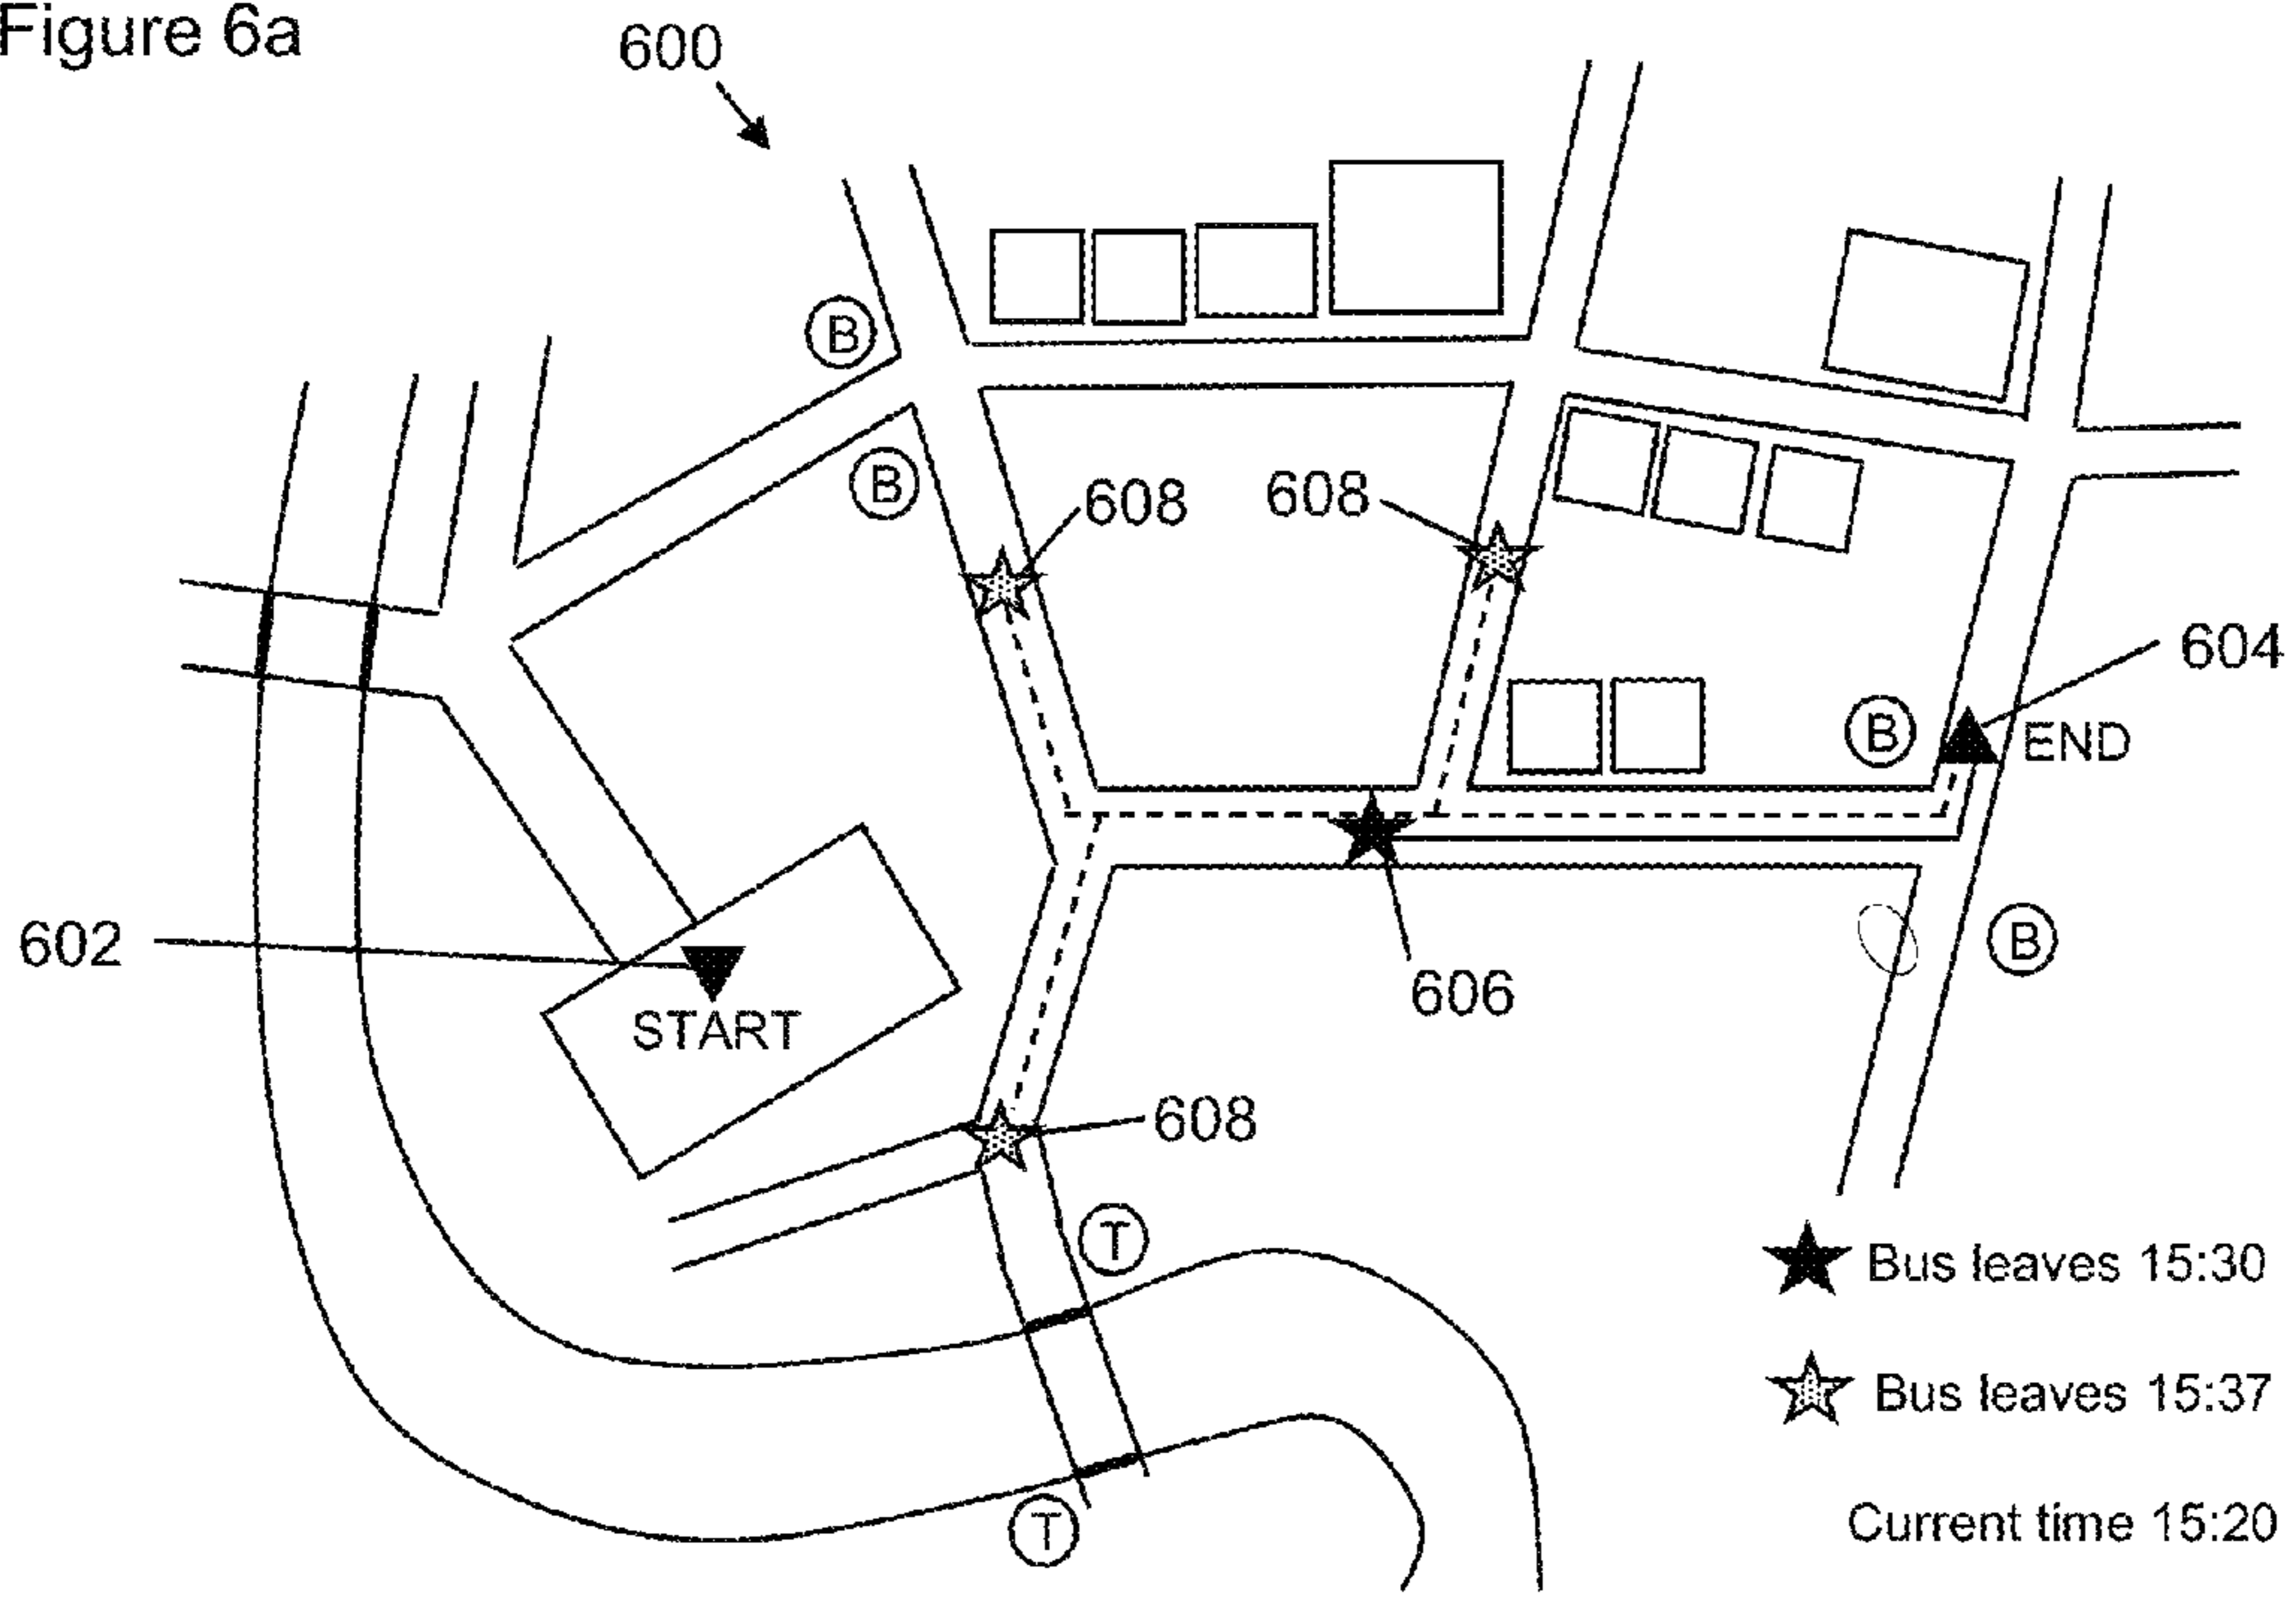 Figure 6a
600
B
B
608
608
604
B
END
602
START
606
B
608
T
Bus leaves 15:30
Bus leaves 15:37
T
Current time 15:20